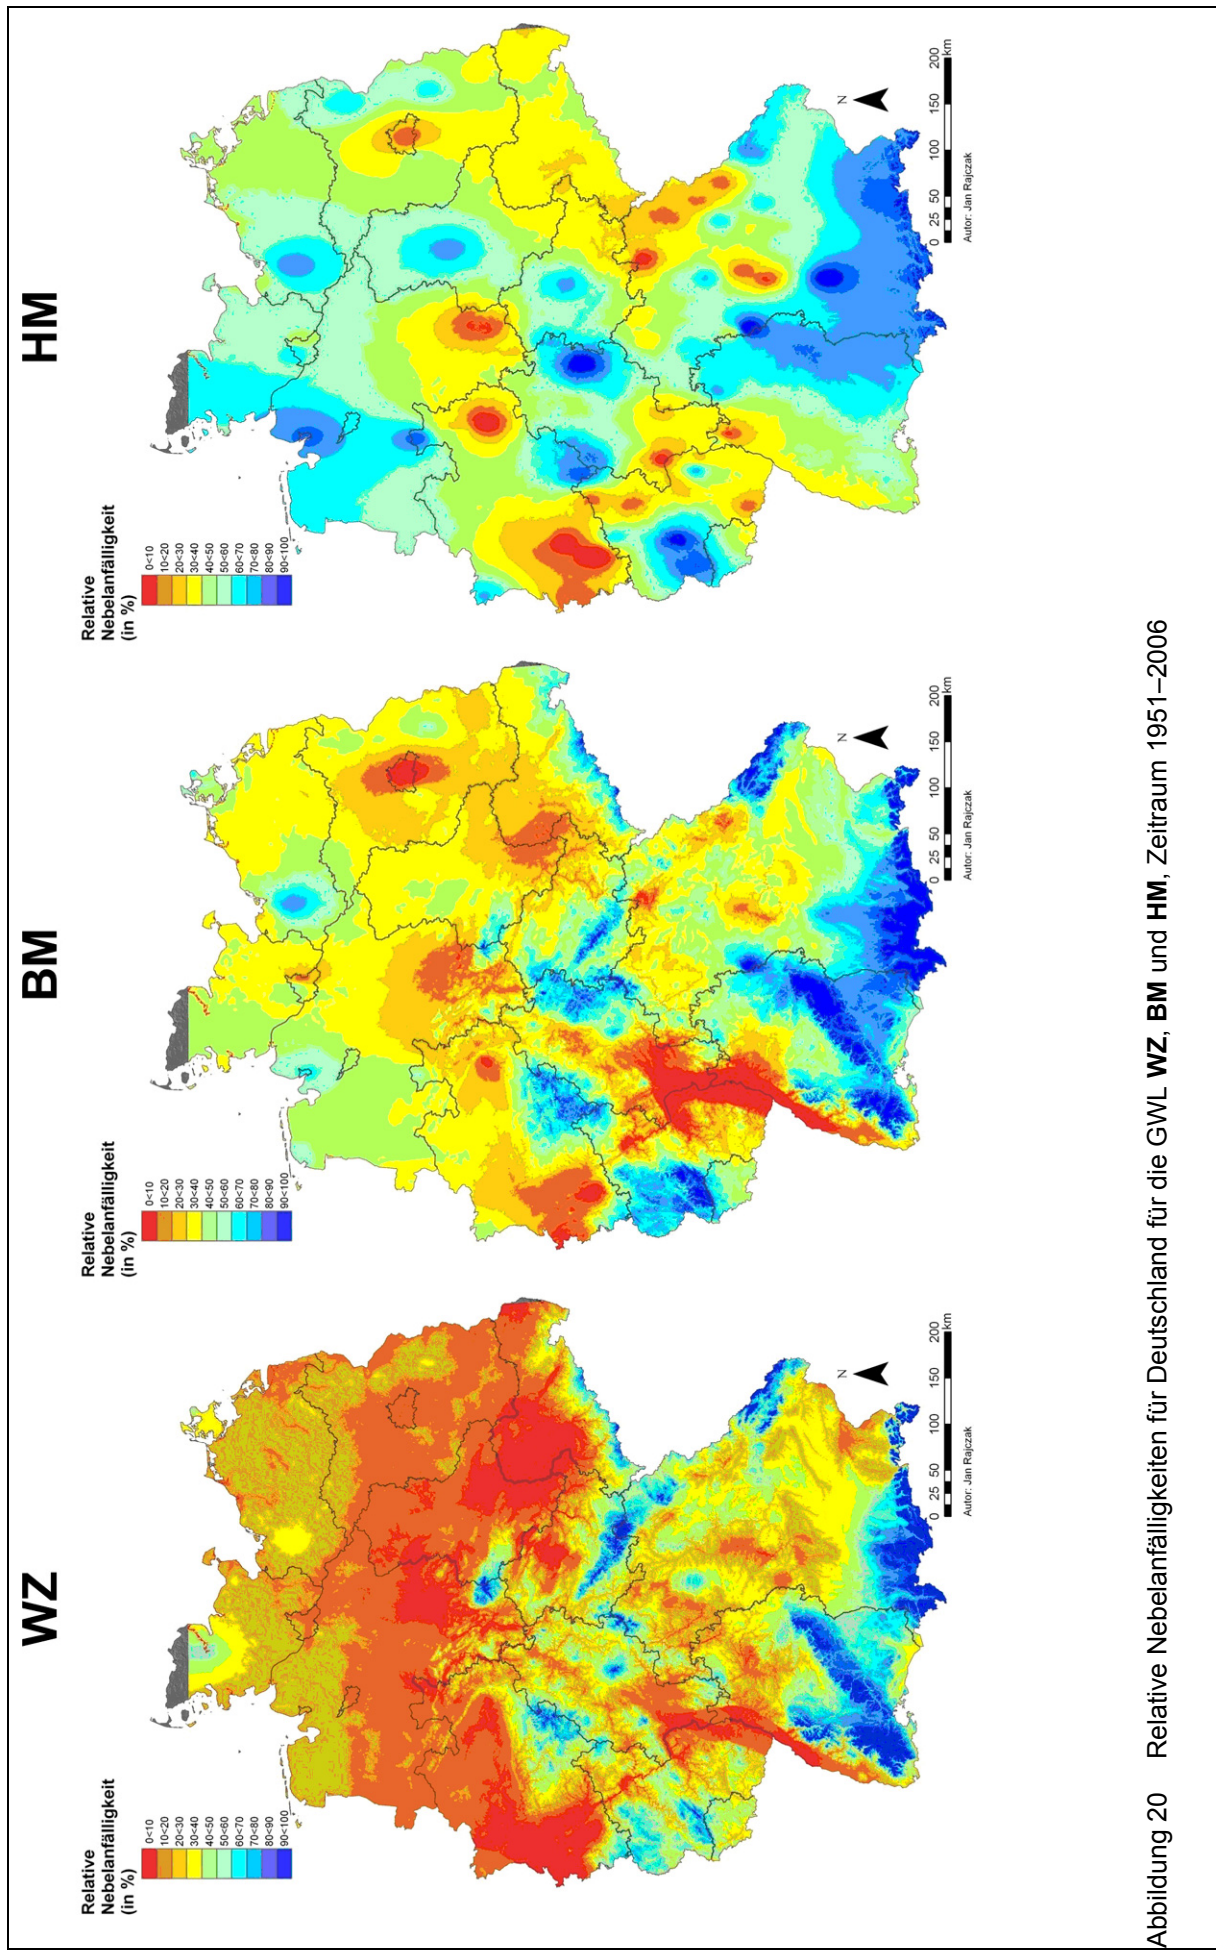 WZ
Relative
Nebelanfälligkeit
(in %)
0<10
10<20
20<30
30<40
40<50
50<60
60<70
70<80
80<90
90<100
N
0 25 50 100 150 200
km
Autor: Jan Rajczak
BM
Relative
Nebelanfälligkeit
(in %)
0<10
10<20
20<30
30<40
40<50
50<60
60<70
70<80
80<90
90<100
N
0 25 50 100 150 200
km
Autor: Jan Rajczak
HM
Relative
Nebelanfälligkeit
(in %)
0<10
10<20
20<30
30<40
40<50
50<60
60<70
70<80
80<90
90<100
N
0 25 50 100 150 200
km
Autor: Jan Rajczak
Abbildung 20 Relative Nebelanfälligkeiten für Deutschland für die GWL WZ, BM und HM, Zeitraum 1951–2006